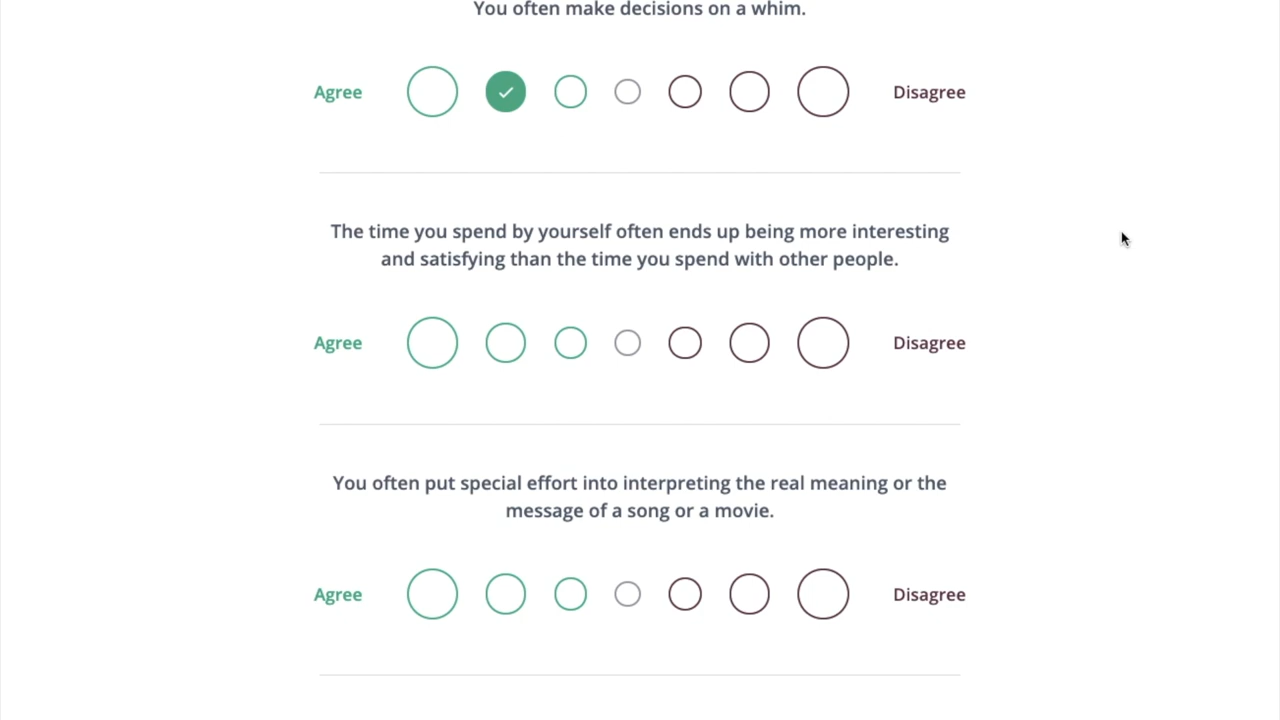 You often make decisions on a whim.
Agree Disagree
The time you spend by yourself often ends up being more interesting
and satisfying than the time you spend with other people.
Agree Disagree
You often put special effort into interpreting the real meaning or the
message of a song or a movie.
Agree Disagree